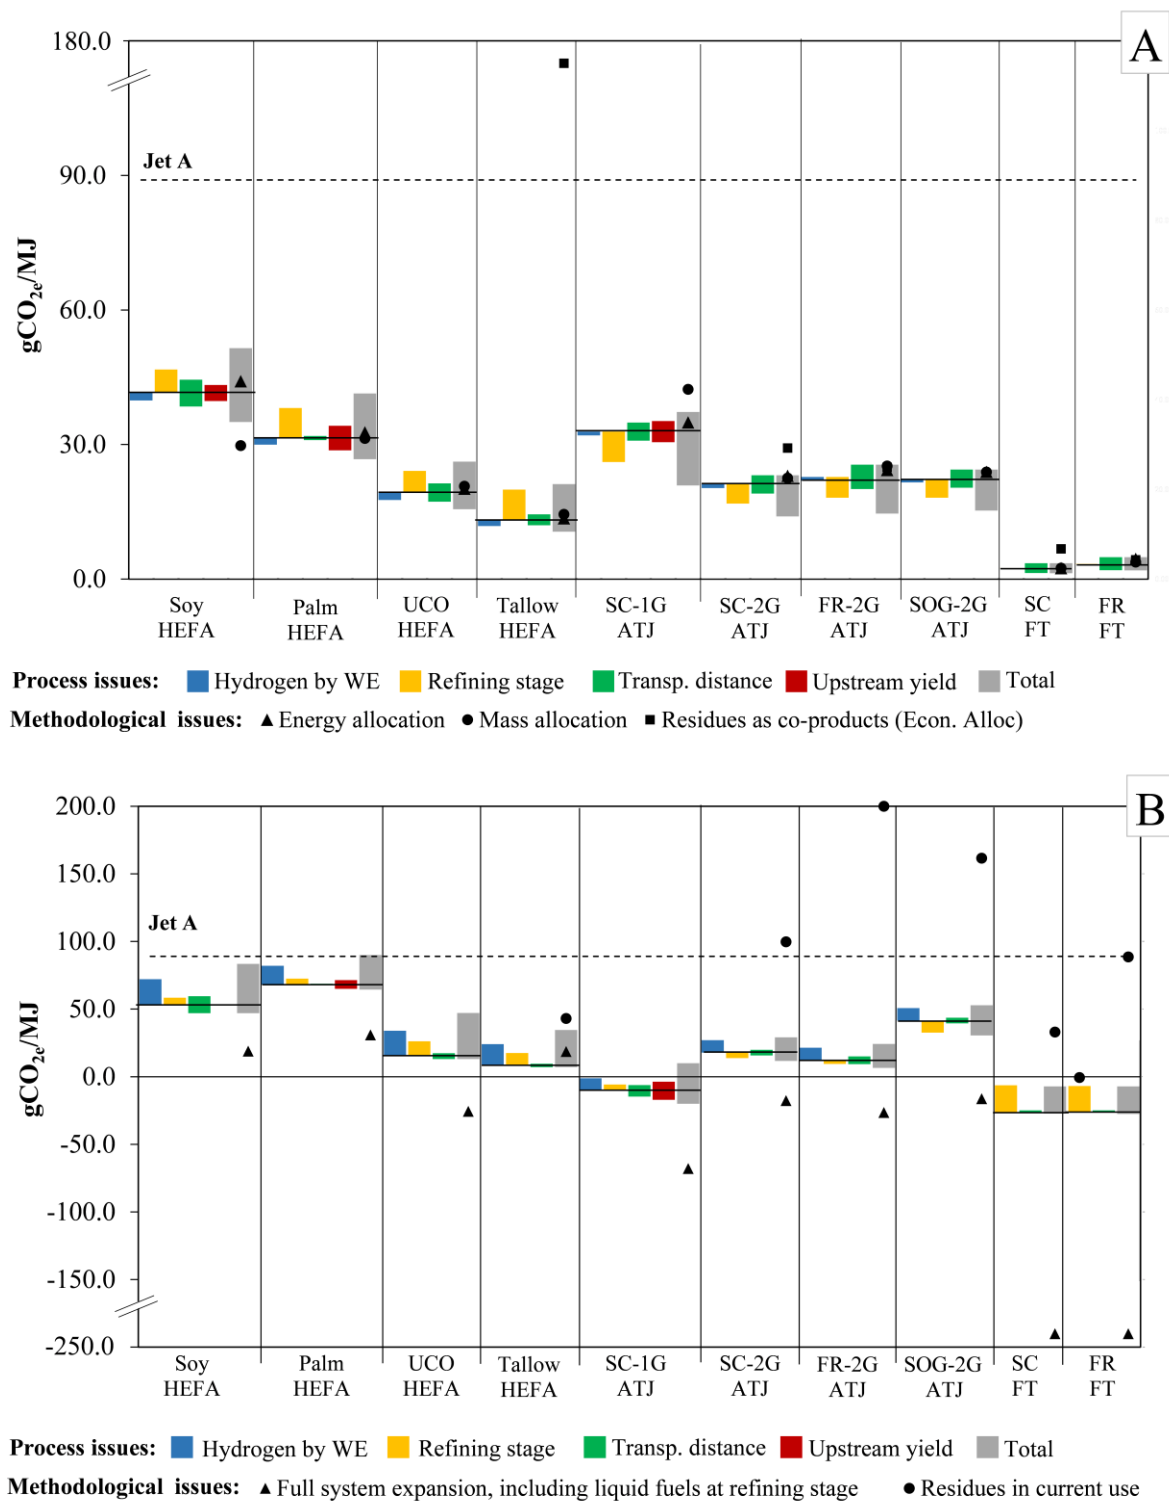 A
180.0
Jet A
90.0
gCO2e/MJ
60.0
30.0
0.0
Soy HEFA
Palm HEFA
UCO HEFA
Tallow HEFA
SC-1G ATJ
SC-2G ATJ
FR-2G ATJ
SOG-2G ATJ
SC FT
FR FT
Process issues: Hydrogen by WE Refining stage Transp. distance Upstream yield Total
Methodological issues: ▲ Energy allocation ● Mass allocation ■ Residues as co-products (Econ. Alloc)
B
200.0
150.0
100.0
Jet A
50.0
gCO2e/MJ
0.0
-50.0
-100.0
-150.0
-250.0
Soy HEFA
Palm HEFA
UCO HEFA
Tallow HEFA
SC-1G ATJ
SC-2G ATJ
FR-2G ATJ
SOG-2G ATJ
SC FT
FR FT
Process issues: Hydrogen by WE Refining stage Transp. distance Upstream yield Total
Methodological issues: ▲ Full system expansion, including liquid fuels at refining stage ● Residues in current use